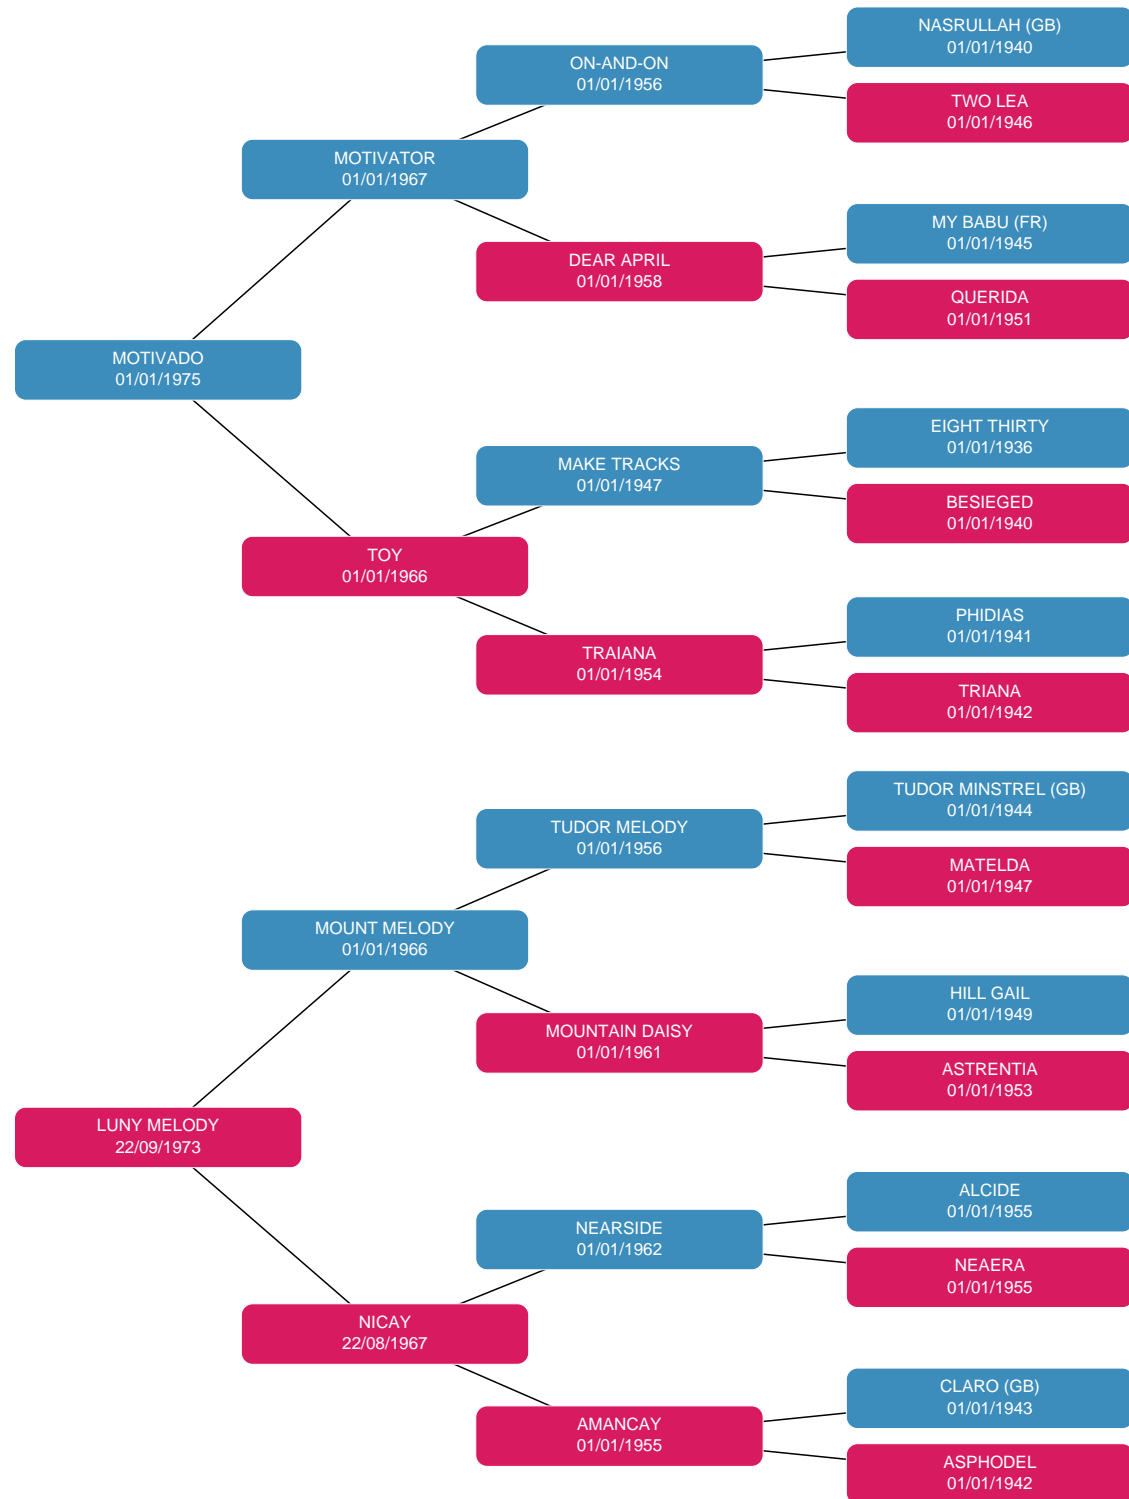 NASRULLAH (GB)
01/01/1940
ON-AND-ON
01/01/1956
TWO LEA
01/01/1946
MOTIVATOR
01/01/1967
MY BABU (FR)
01/01/1945
DEAR APRIL
01/01/1958
QUERIDA
01/01/1951
MOTIVADO
01/01/1975
EIGHT THIRTY
01/01/1936
MAKE TRACKS
01/01/1947
BESIEGED
01/01/1940
TOY
01/01/1966
PHIDIAS
01/01/1941
TRAIANA
01/01/1954
TRIANA
01/01/1942
TUDOR MINSTREL (GB)
01/01/1944
TUDOR MELODY
01/01/1956
MATELDA
01/01/1947
MOUNT MELODY
01/01/1966
HILL GAIL
01/01/1949
MOUNTAIN DAISY
01/01/1961
ASTRENTIA
01/01/1953
LUNY MELODY
22/09/1973
ALCIDE
01/01/1955
NEARSIDE
01/01/1962
NEAERA
01/01/1955
NICAY
22/08/1967
CLARO (GB)
01/01/1943
AMANCAY
01/01/1955
ASPHODEL
01/01/1942